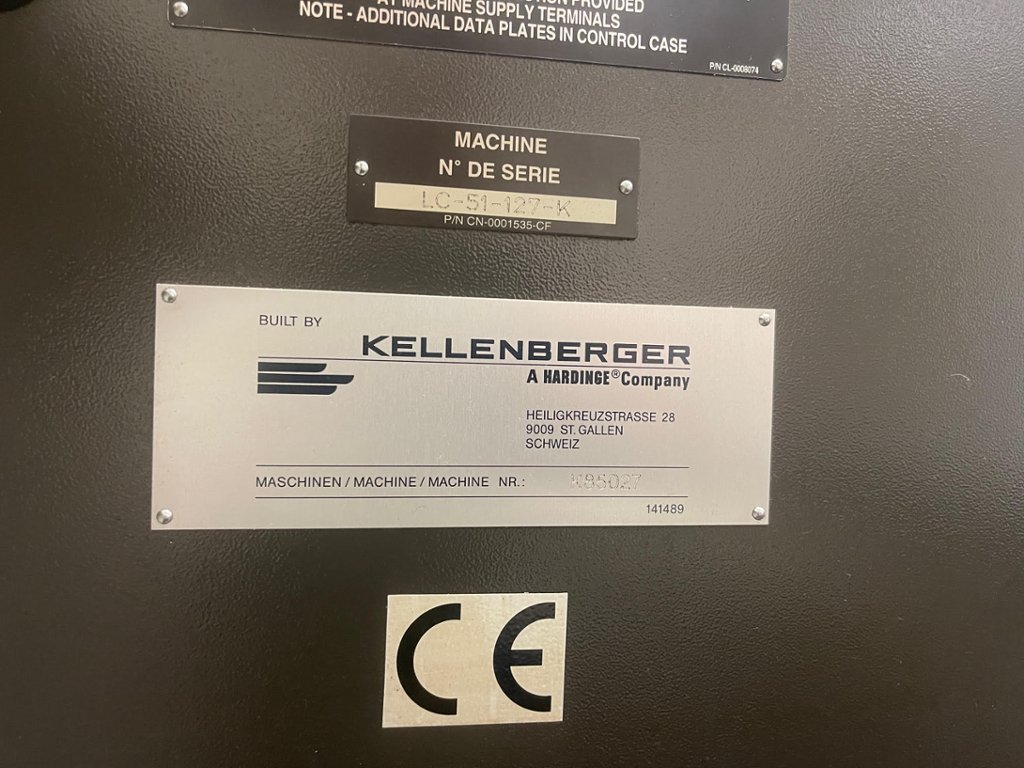 PROVIDED
AT MACHINE SUPPLY TERMINALS
NOTE - ADDITIONAL DATA PLATES IN CONTROL CASE
P/N CL-0008074
MACHINE
N° DE SERIE
LC-51-127-K
P/N CN-0001535-CF
BUILT BY
KELLENBERGER
A HARDINGE® Company
HEILIGKREUZSTRASSE 28
9009 ST. GALLEN
SCHWEIZ
MASCHINEN / MACHINE / MACHINE NR.: K85027
141489
CE